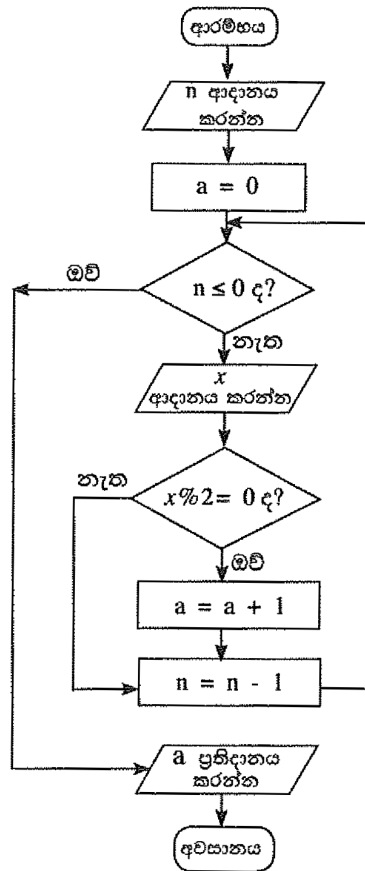 ආරම්භය
n ආදානය
කරන්න
a = 0
ඔව්
n ≤ 0 ද?
නැත
x
ආදානය කරන්න
නැත
x%2= 0 ද?
ඔව්
a = a + 1
n = n - 1
a ප්‍රතිදානය
කරන්න
අවසානය